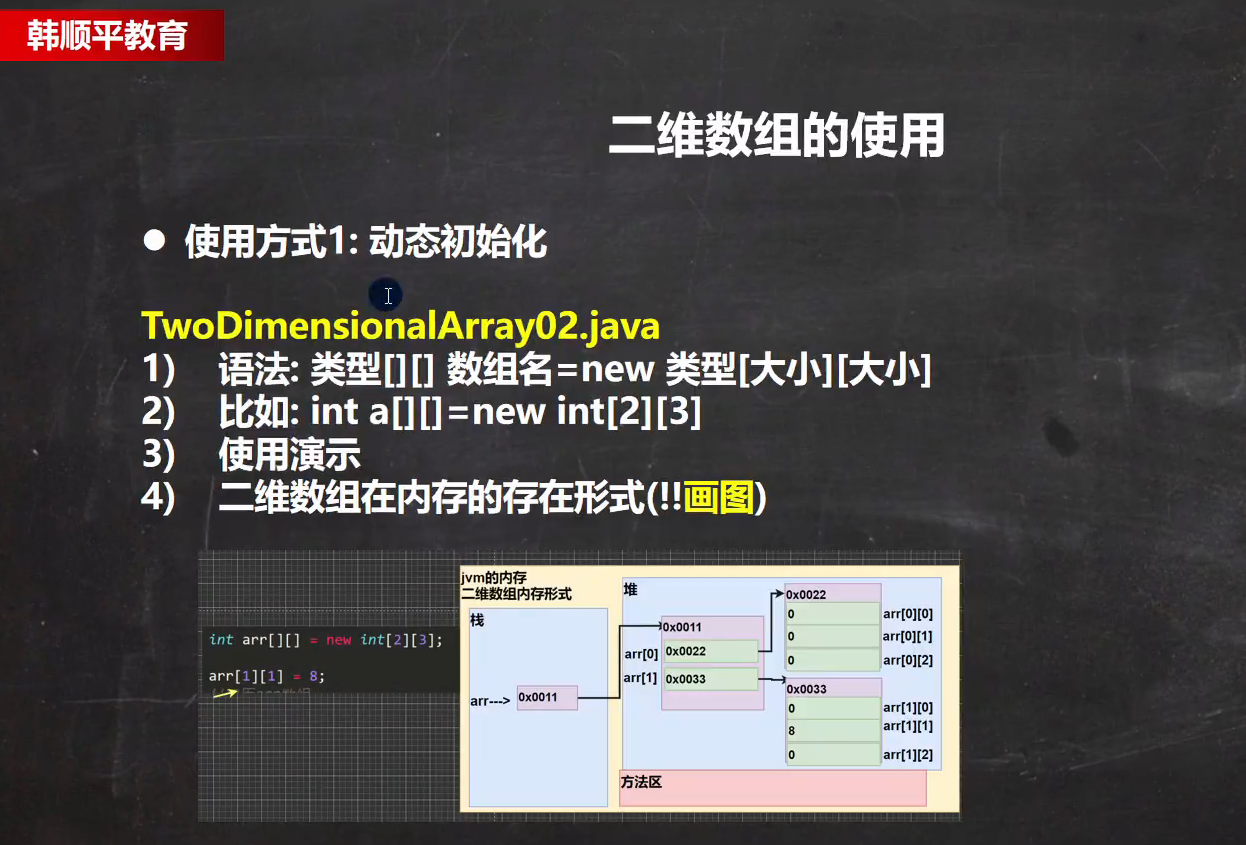 韩顺平教育
二维数组的使用
● 使用方式1: 动态初始化
TwoDimensionalArray02.java
1) 语法: 类型[][] 数组名=new 类型[大小][大小]
2) 比如: int a[][]=new int[2][3]
3) 使用演示
4) 二维数组在内存的存在形式(!!画图)
int arr[][] = new int[2][3];
arr[1][1] = 8;
jvm的内存
二维数组内存形式
栈
arr--->
0x0011
堆
0x0011
arr[0]
0x0022
arr[1]
0x0033
0x0022
0 arr[0][0]
0 arr[0][1]
0 arr[0][2]
0x0033
0 arr[1][0]
8 arr[1][1]
0 arr[1][2]
方法区